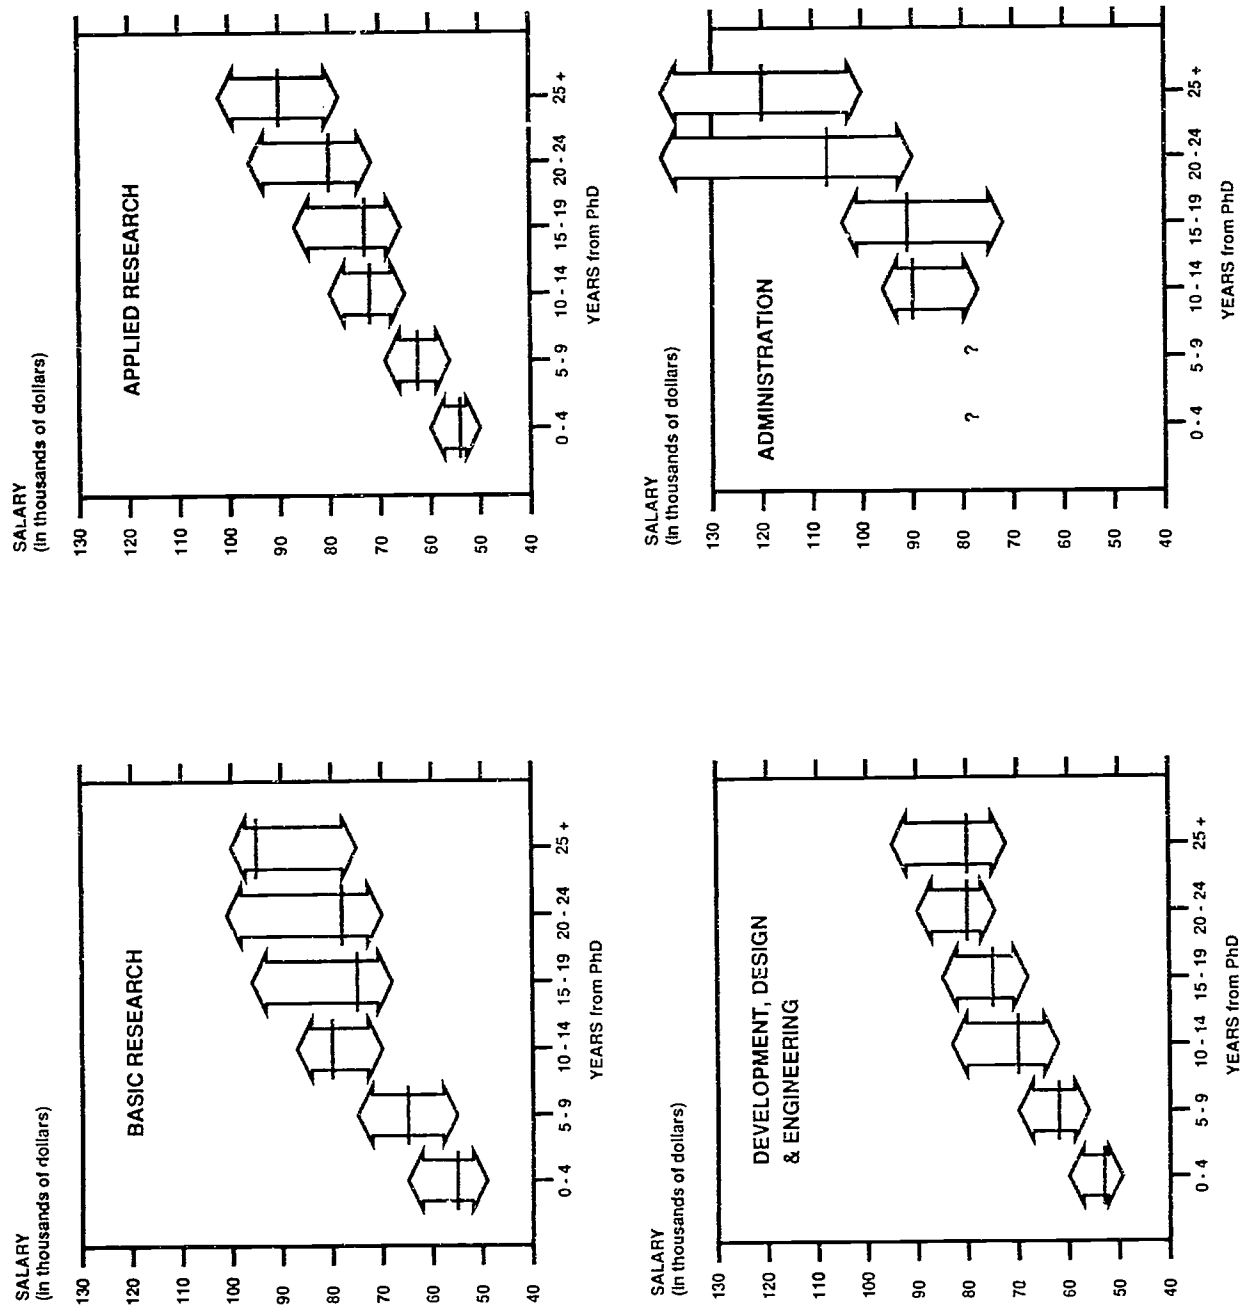 SALARY
(in thousands of dollars)
BASIC RESEARCH
130
120
110
100
90
80
70
60
50
40
0 - 4
5 - 9
10 - 14
15 - 19
20 - 24
25 +
YEARS from PhD
SALARY
(in thousands of dollars)
APPLIED RESEARCH
130
120
110
100
90
80
70
60
50
40
0 - 4
5 - 9
10 - 14
15 - 19
20 - 24
25 +
YEARS from PhD
SALARY
(in thousands of dollars)
DEVELOPMENT, DESIGN
& ENGINEERING
130
120
110
100
90
80
70
60
50
40
0 - 4
5 - 9
10 - 14
15 - 19
20 - 24
25 +
YEARS from PhD
SALARY
(in thousands of dollars)
ADMINISTRATION
130
120
110
100
90
80
70
60
50
40
?
?
0 - 4
5 - 9
10 - 14
15 - 19
20 - 24
25 +
YEARS from PhD